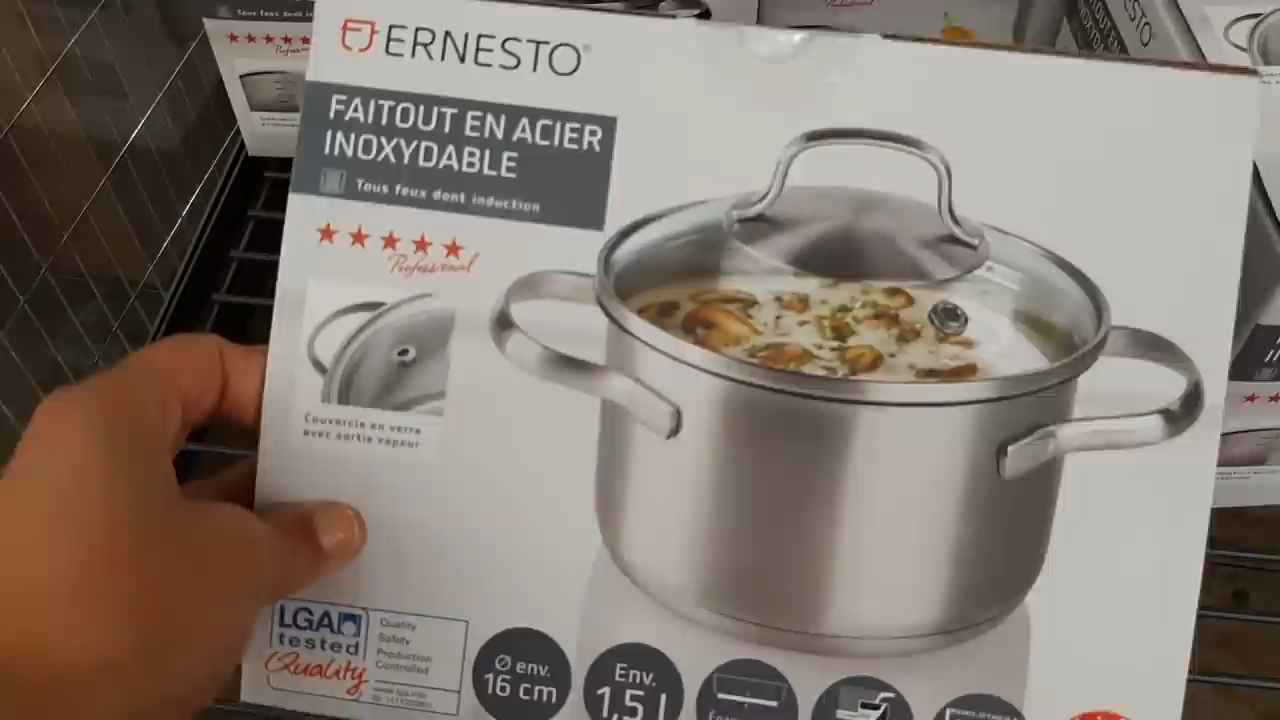 ERNESTO®
FAITOUT EN ACIER
INOXYDABLE
Tous feux dont induction
Professional
Couvercle en verre
avec sortie vapeur
LGA
tested
Quality
Quality
Safety
Production
Controlled
Ø env.
16 cm
Env.
1,5 l